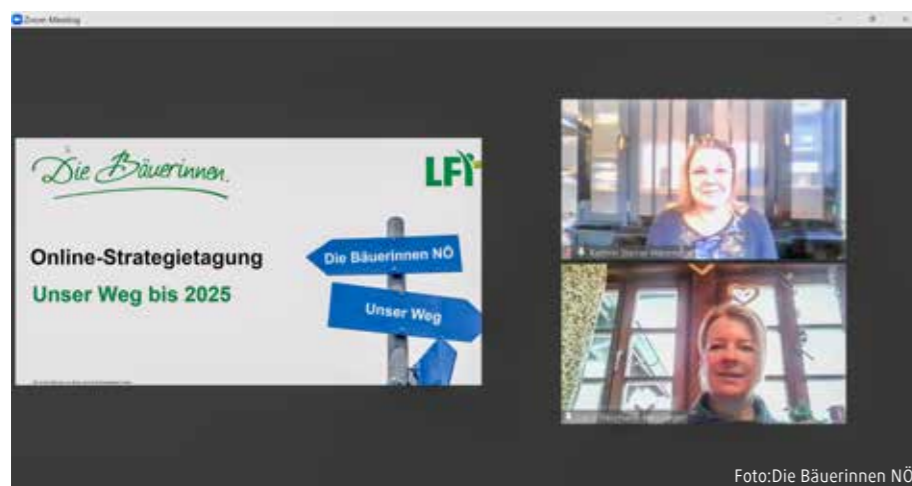 Zoom Meeting
Die Bäuerinnen.
LFI
Online-Strategietagung
Unser Weg bis 2025
Die Bäuerinnen NÖ
Unser Weg
Foto:Die Bäuerinnen NÖ